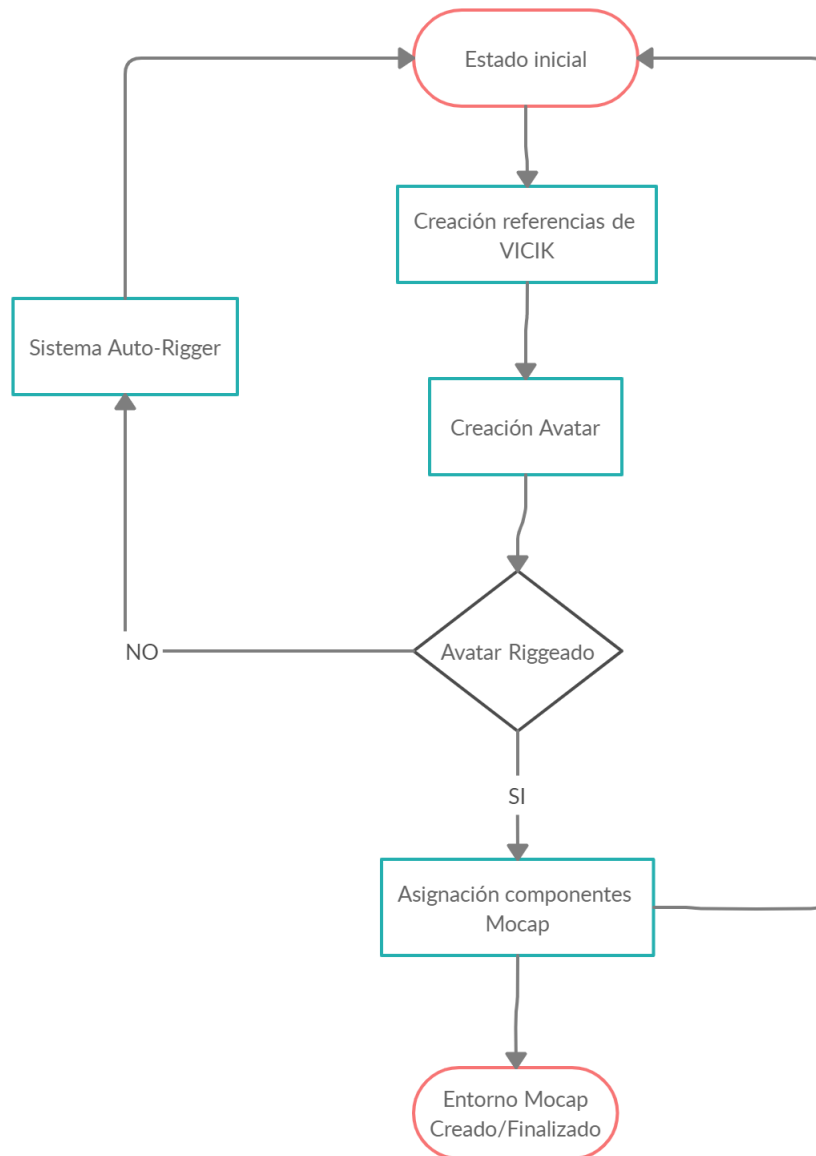 Estado inicial
Creación referencias de
VICIK
Sistema Auto-Rigger
Creación Avatar
Avatar Riggeado
NO
SI
Asignación componentes
Mocap
Entorno Mocap
Creado/Finalizado